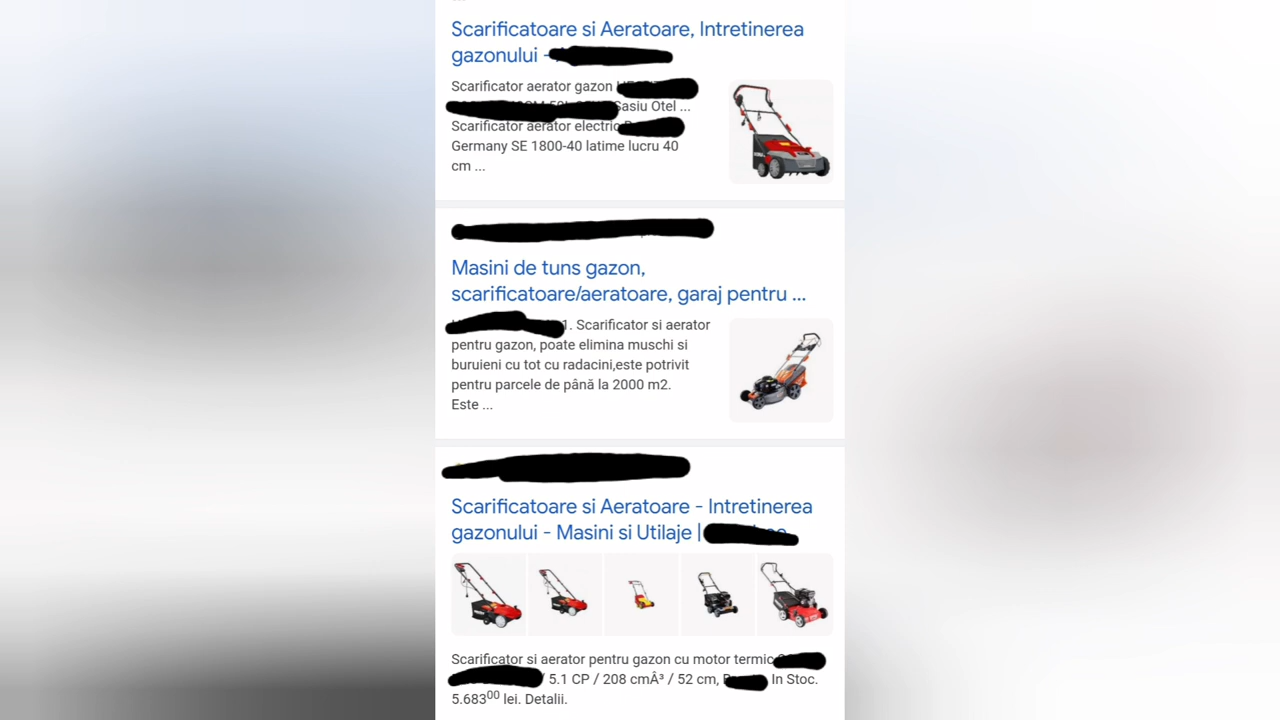 ...
Scarificatoare si Aeratoare, Intretinerea
gazonului -
Scarificator aerator gazon
Sasiu Otel ...
Scarificator aerator electric
Germany SE 1800-40 latime lucru 40
cm ...
Masini de tuns gazon,
scarificatoare/aeratoare, garaj pentru ...
1. Scarificator si aerator
pentru gazon, poate elimina muschi si
buruieni cu tot cu radacini,este potrivit
pentru parcele de până la 2000 m2.
Este ...
Scarificatoare si Aeratoare - Intretinerea
gazonului - Masini si Utilaje |
Scarificator si aerator pentru gazon cu motor termic
/ 5.1 CP / 208 cmÂ³ / 52 cm, In Stoc.
5.683⁰⁰ lei. Detalii.